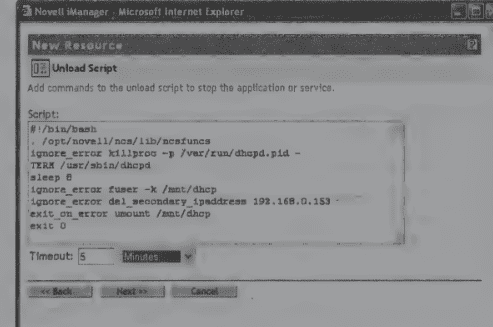 Novell iManager - Microsoft Internet Explorer
New Resource
Unload Script
Add commands to the unload script to stop the application or service.
Script:
#!/bin/bash
. /opt/novell/ncs/lib/ncsfuncs
ignore_error killproc -p /var/run/dhcpd.pid -
TERM /usr/sbin/dhcpd
sleep 8
ignore_error fuser -k /mnt/dhcp
ignore_error del_secondary_ipaddress 192.168.0.153 -
exit_on_error umount /mnt/dhcp
exit 0
Timeout: 5 Minutes
<< Back Next >> Cancel